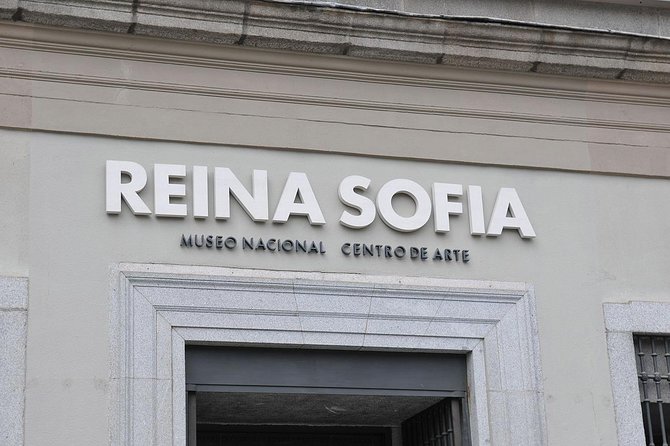 REINA SOFIA
MUSEO NACIONAL CENTRO DE ARTE